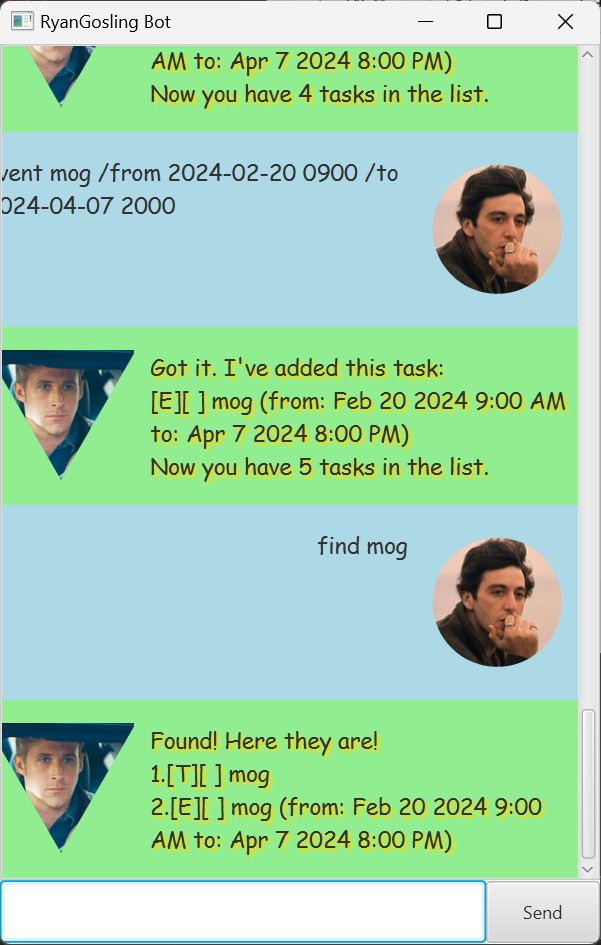 RyanGosling Bot
AM to: Apr 7 2024 8:00 PM)
Now you have 4 tasks in the list.
vent mog /from 2024-02-20 0900 /to
024-04-07 2000
Got it. I've added this task:
[E][ ] mog (from: Feb 20 2024 9:00 AM
to: Apr 7 2024 8:00 PM)
Now you have 5 tasks in the list.
find mog
Found! Here they are!
1.[T][ ] mog
2.[E][ ] mog (from: Feb 20 2024 9:00
AM to: Apr 7 2024 8:00 PM)
Send